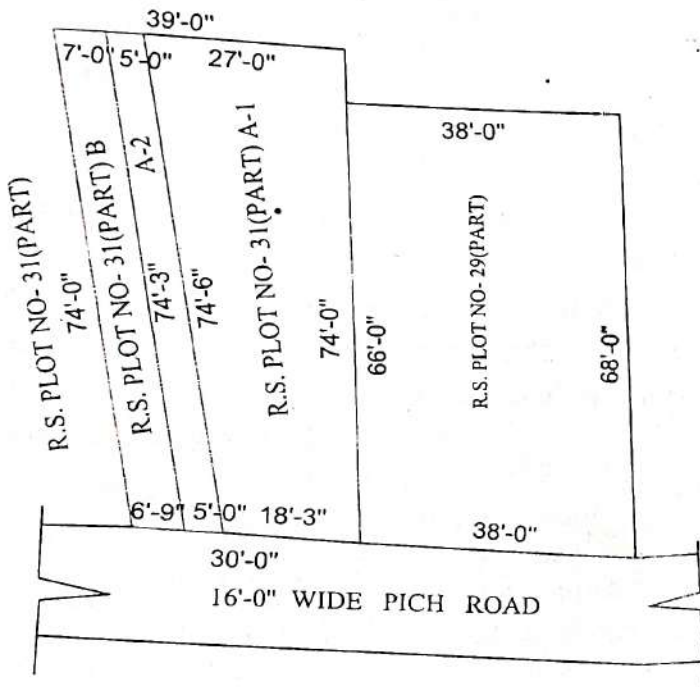 39'-0"
7'-0"
5'-0"
27'-0"
38'-0"
R.S. PLOT NO- 31(PART)
74'-0"
R.S. PLOT NO- 31(PART) B
A-2
74'-3"
74'-6"
R.S. PLOT NO- 31(PART) A-1
74'-0"
66'-0"
R.S. PLOT NO- 29(PART)
68'-0"
6'-9"
5'-0"
18'-3"
38'-0"
30'-0"
16'-0" WIDE PICH ROAD